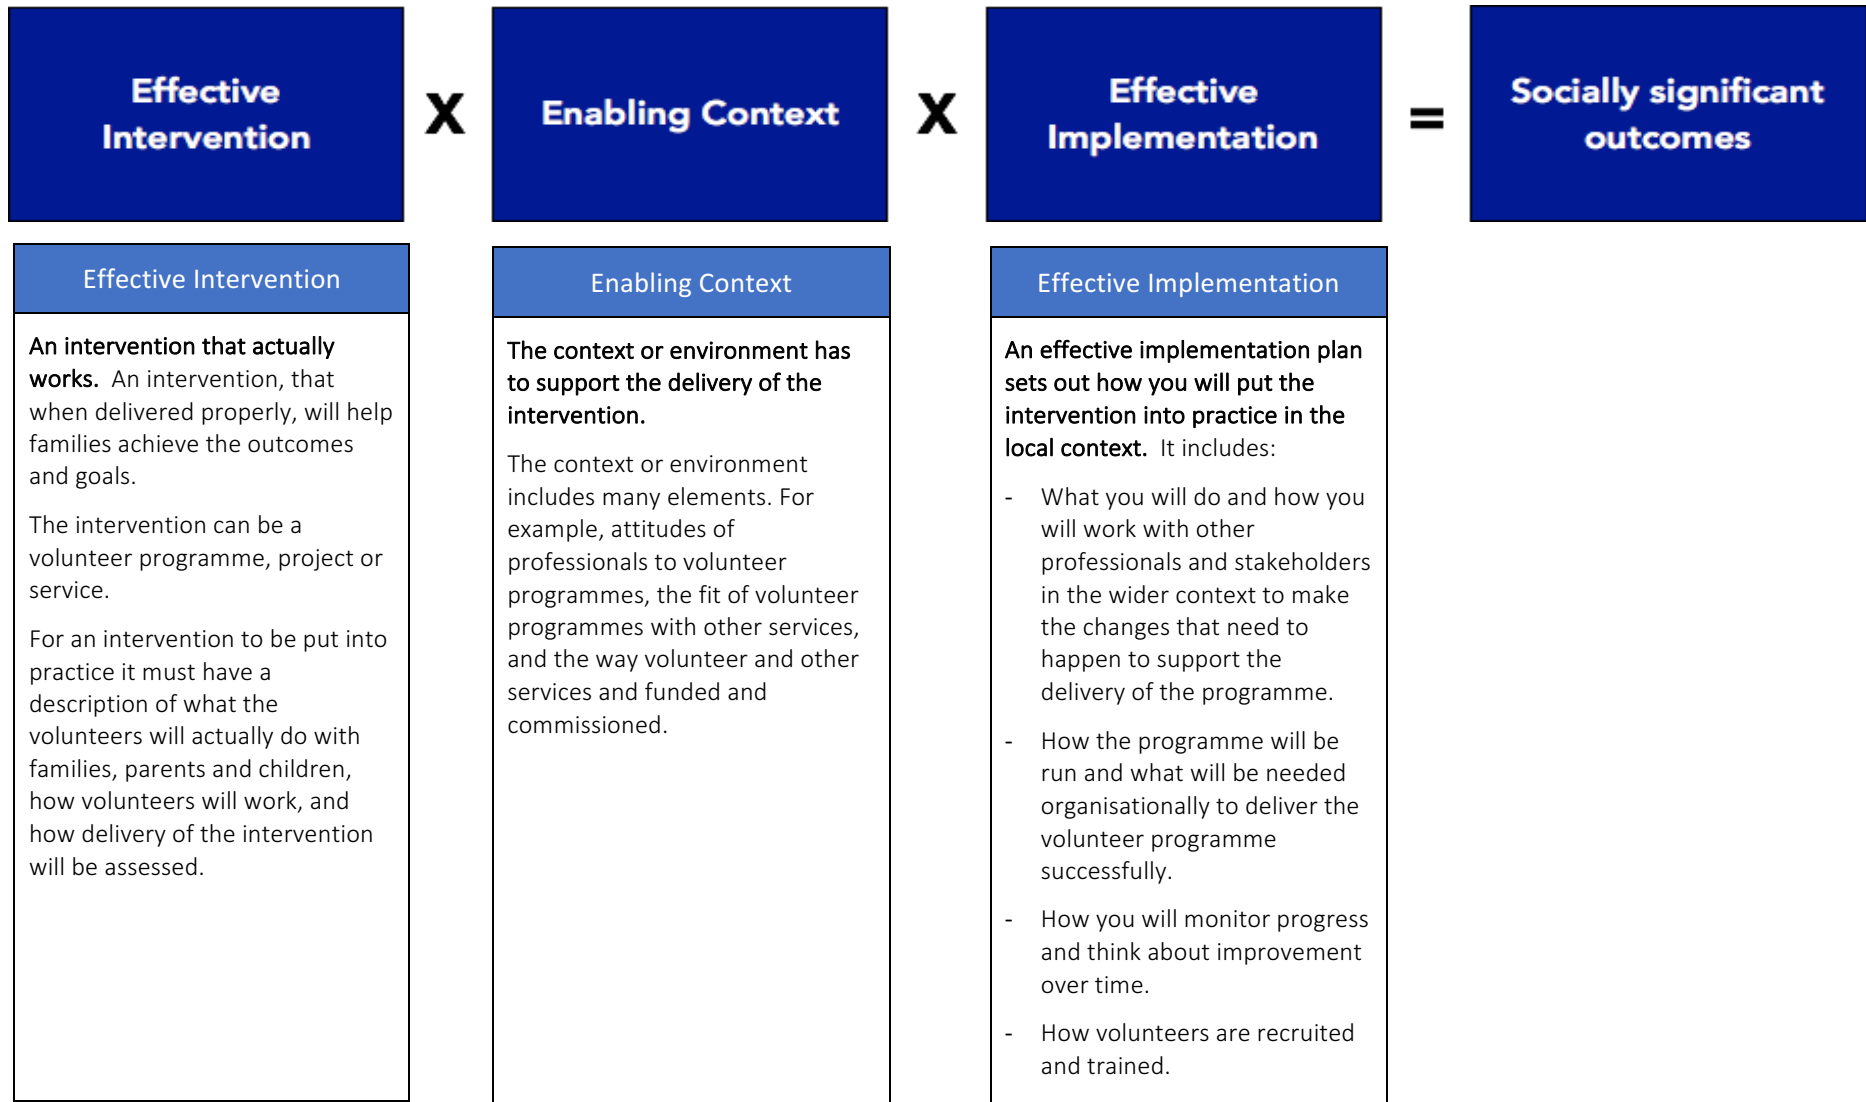 Effective
Intervention
X
Enabling Context
X
Effective
Implementation
=
Socially significant
outcomes
Effective Intervention
An intervention that actually
works. An intervention, that
when delivered properly, will help
families achieve the outcomes
and goals.
The intervention can be a
volunteer programme, project or
service.
For an intervention to be put into
practice it must have a
description of what the
volunteers will actually do with
families, parents and children,
how volunteers will work, and
how delivery of the intervention
will be assessed.
Enabling Context
The context or environment has
to support the delivery of the
intervention.
The context or environment
includes many elements. For
example, attitudes of
professionals to volunteer
programmes, the fit of volunteer
programmes with other services,
and the way volunteer and other
services and funded and
commissioned.
Effective Implementation
An effective implementation plan
sets out how you will put the
intervention into practice in the
local context. It includes:
- What you will do and how you
will work with other
professionals and stakeholders
in the wider context to make
the changes that need to
happen to support the
delivery of the programme.
- How the programme will be
run and what will be needed
organisationally to deliver the
volunteer programme
successfully.
- How you will monitor progress
and think about improvement
over time.
- How volunteers are recruited
and trained.